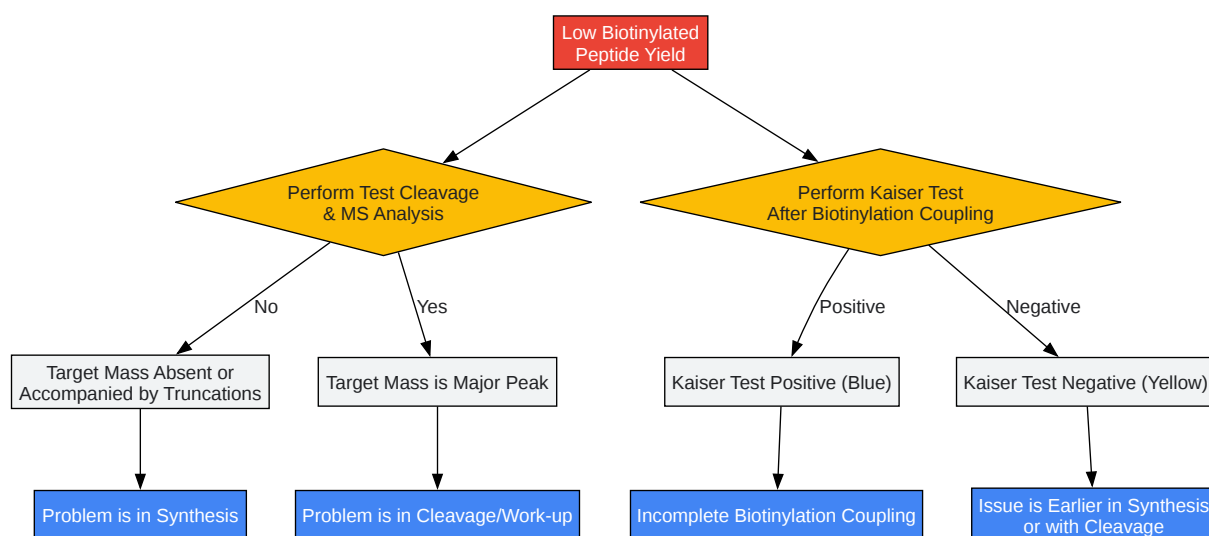 Low Biotinylated
Peptide Yield
Perform Test Cleavage
& MS Analysis
Perform Kaiser Test
After Biotinylation Coupling
No
Yes
Positive
Negative
Target Mass Absent or
Accompanied by Truncations
Target Mass is Major Peak
Kaiser Test Positive (Blue)
Kaiser Test Negative (Yellow)
Problem is in Synthesis
Problem is in Cleavage/Work-up
Incomplete Biotinylation Coupling
Issue is Earlier in Synthesis
or with Cleavage